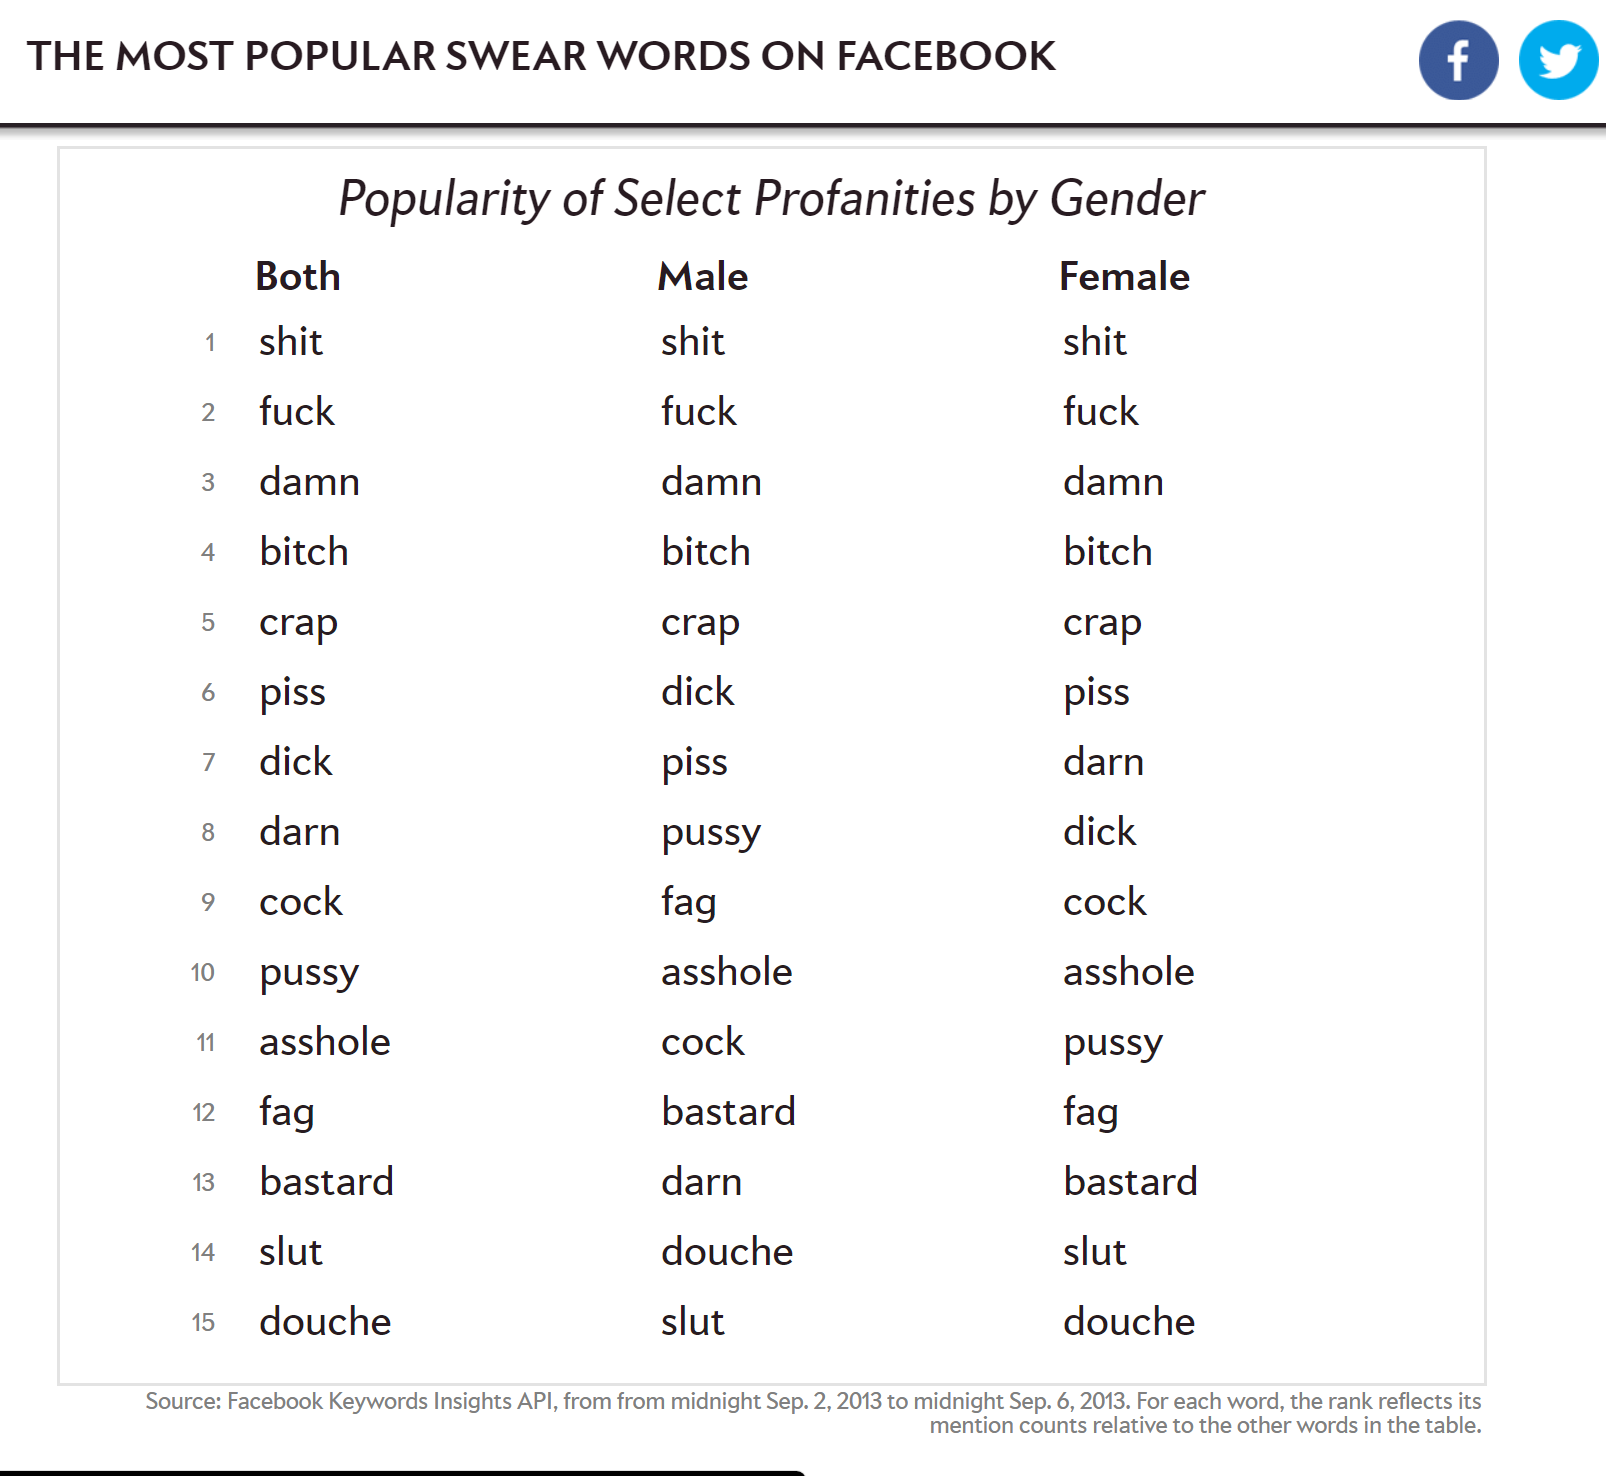 THE MOST POPULAR SWEAR WORDS ON FACEBOOK
Popularity of Select Profanities by Gender
Both Male Female
1 shit shit shit
2 fuck fuck fuck
3 damn damn damn
4 bitch bitch bitch
5 crap crap crap
6 piss dick piss
7 dick piss darn
8 darn pussy dick
9 cock fag cock
10 pussy asshole asshole
11 asshole cock pussy
12 fag bastard fag
13 bastard darn bastard
14 slut douche slut
15 douche slut douche
Source: Facebook Keywords Insights API, from from midnight Sep. 2, 2013 to midnight Sep. 6, 2013. For each word, the rank reflects its
mention counts relative to the other words in the table.